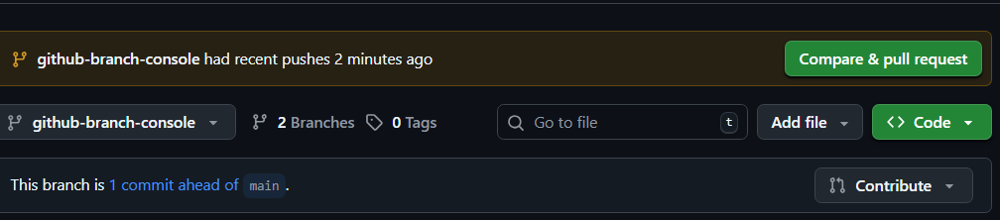 github-branch-console had recent pushes 2 minutes ago
Compare & pull request
github-branch-console
2 Branches
0 Tags
Go to file
t
Add file
Code
This branch is 1 commit ahead of main.
Contribute